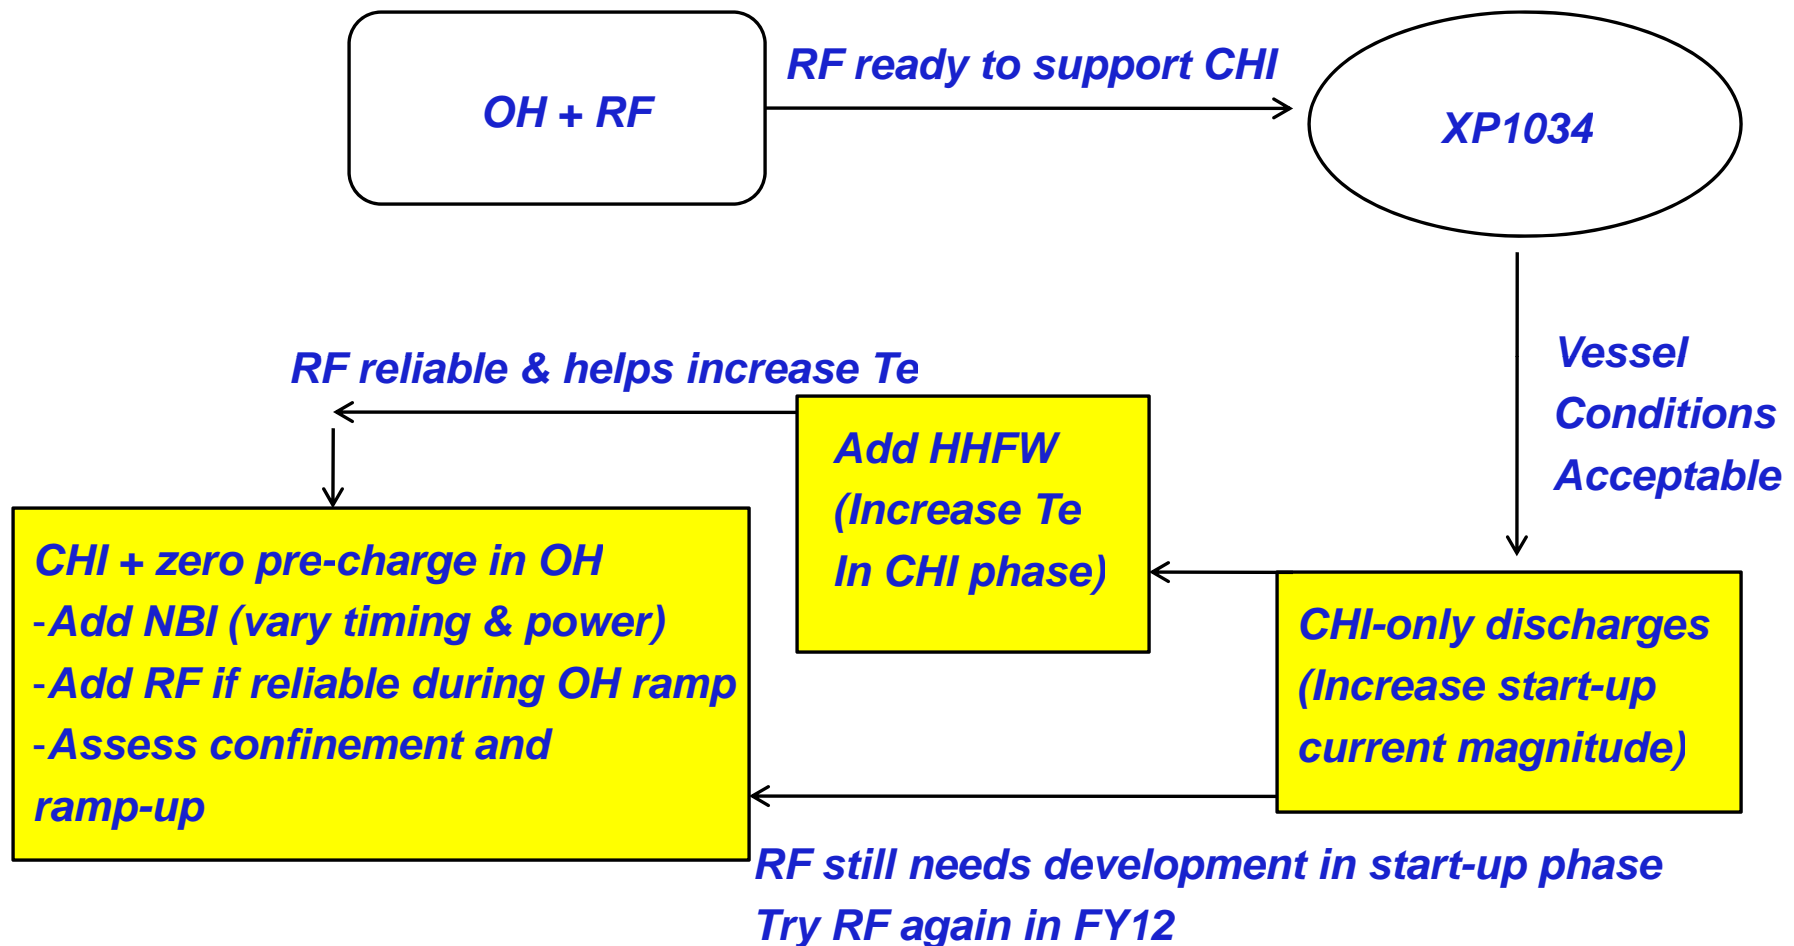 RF ready to support CHI
OH + RF
XP1034
Vessel
Conditions
Acceptable
RF reliable & helps increase Te
Add HHFW
(Increase Te
In CHI phase)
CHI + zero pre-charge in OH
-Add NBI (vary timing & power)
-Add RF if reliable during OH ramp
-Assess confinement and
ramp-up
CHI-only discharges
(Increase start-up
current magnitude)
RF still needs development in start-up phase
Try RF again in FY12